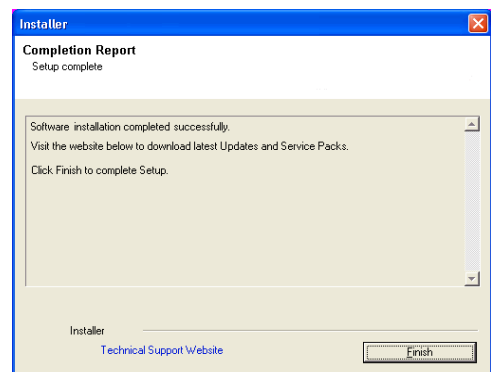 Installer
Completion Report
Setup complete
Software installation completed successfully.
Visit the website below to download latest Updates and Service Packs.
Click Finish to complete Setup.
Installer
Technical Support Website
Finish